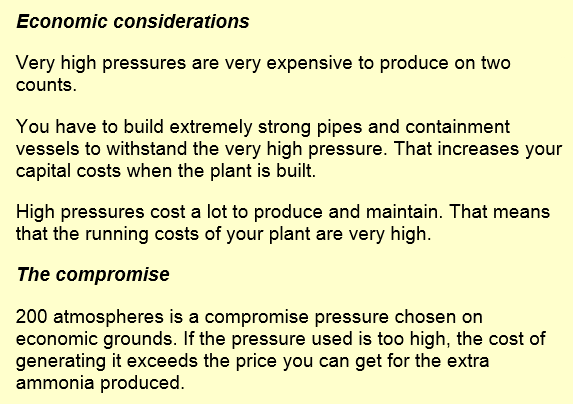 Economic considerations
Very high pressures are very expensive to produce on two
counts.
You have to build extremely strong pipes and containment
vessels to withstand the very high pressure. That increases your
capital costs when the plant is built.
High pressures cost a lot to produce and maintain. That means
that the running costs of your plant are very high.
The compromise
200 atmospheres is a compromise pressure chosen on
economic grounds. If the pressure used is too high, the cost of
generating it exceeds the price you can get for the extra
ammonia produced.